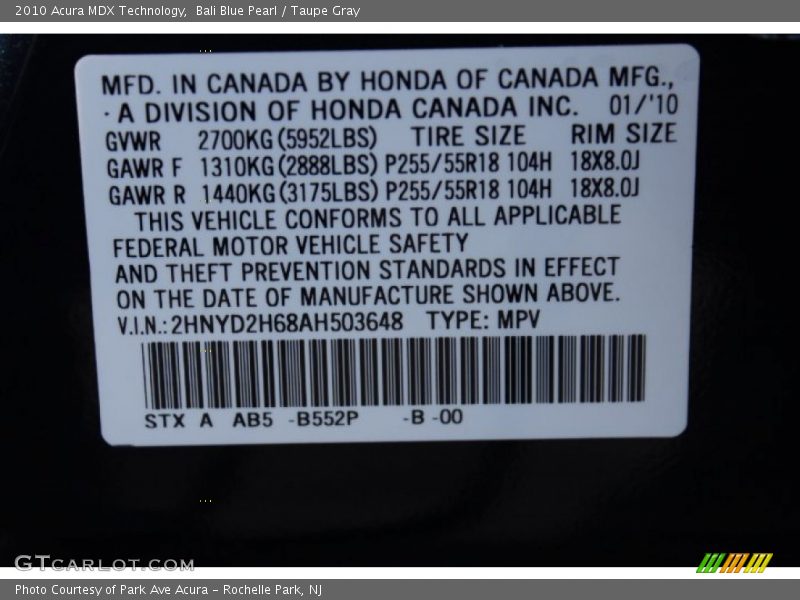 2010 Acura MDX Technology,  Bali Blue Pearl / Taupe Gray
MFD. IN CANADA BY HONDA OF CANADA MFG.,
· A DIVISION OF HONDA CANADA INC. 01/'10
GVWR 2700KG(5952LBS) TIRE SIZE RIM SIZE
GAWR F 1310KG(2888LBS) P255/55R18 104H 18X8.0J
GAWR R 1440KG(3175LBS) P255/55R18 104H 18X8.0J
THIS VEHICLE CONFORMS TO ALL APPLICABLE
FEDERAL MOTOR VEHICLE SAFETY
AND THEFT PREVENTION STANDARDS IN EFFECT
ON THE DATE OF MANUFACTURE SHOWN ABOVE.
V.I.N.: 2HNYD2H68AH503648 TYPE: MPV
STX A AB5 -B552P -B -00
GTCARLOT.COM
Photo Courtesy of Park Ave Acura – Rochelle Park, NJ